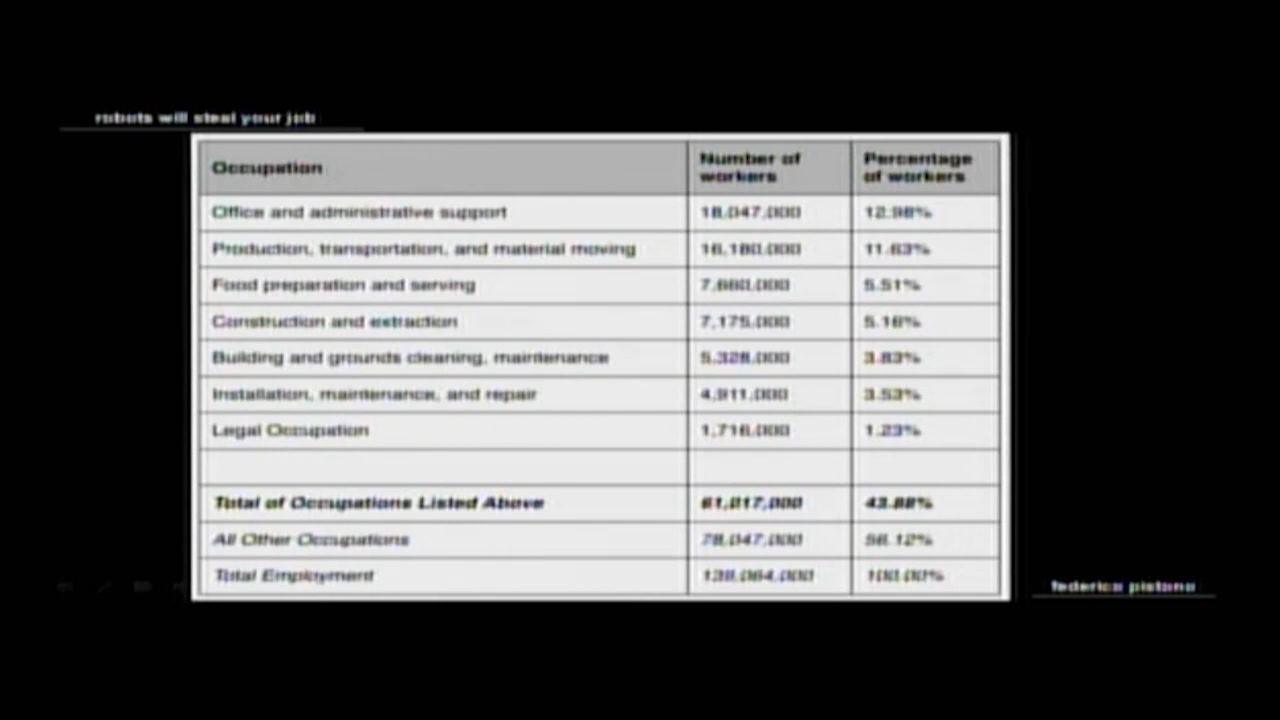 robots will steal your job
Occupation Number of workers Percentage of workers
Office and administrative support 18,047,000 12.98%
Production, transportation, and material moving 16,180,000 11.63%
Food preparation and serving 7,660,000 5.51%
Construction and extraction 7,175,000 5.16%
Building and grounds cleaning, maintenance 5,328,000 3.83%
Installation, maintenance, and repair 4,911,000 3.53%
Legal Occupation 1,716,000 1.23%
Total of Occupations Listed Above 61,017,000 43.88%
All Other Occupations 78,047,000 56.12%
Total Employment 139,064,000 100.00%
federico pistono